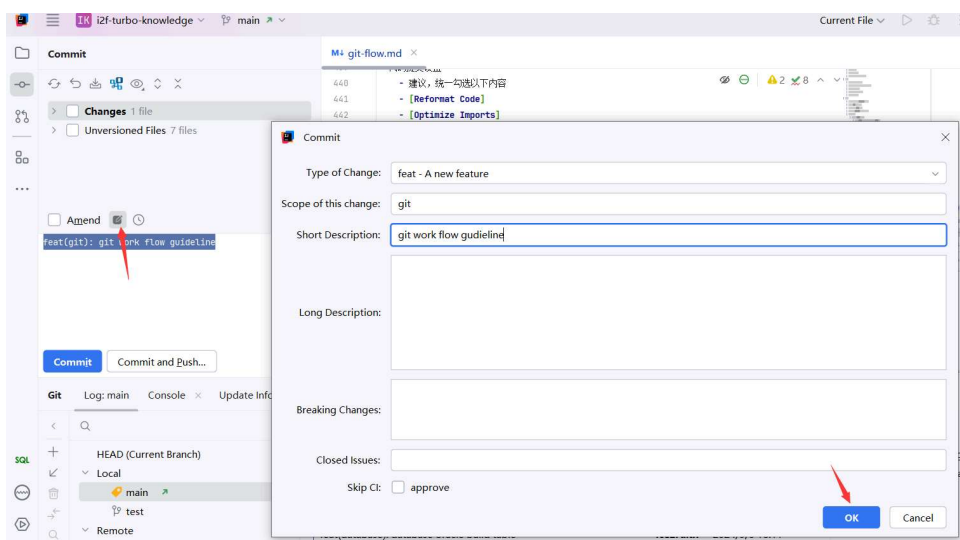 IK i2f-turbo-knowledge main Current File
Commit
M↓ git-flow.md
440 - 建议，统一勾选以下内容
441 - [Reformat Code]
442 - [Optimize Imports]
2 8
Changes 1 file
Unversioned Files 7 files
Amend
feat(git): git work flow guideline
Commit Commit and Push...
Commit
Type of Change: feat - A new feature
Scope of this change: git
Short Description: git work flow gudieline
Long Description:
Breaking Changes:
Closed Issues:
Skip CI: approve
OK Cancel
Git Log: main Console Update Info
HEAD (Current Branch)
Local
main
test
Remote
SQL